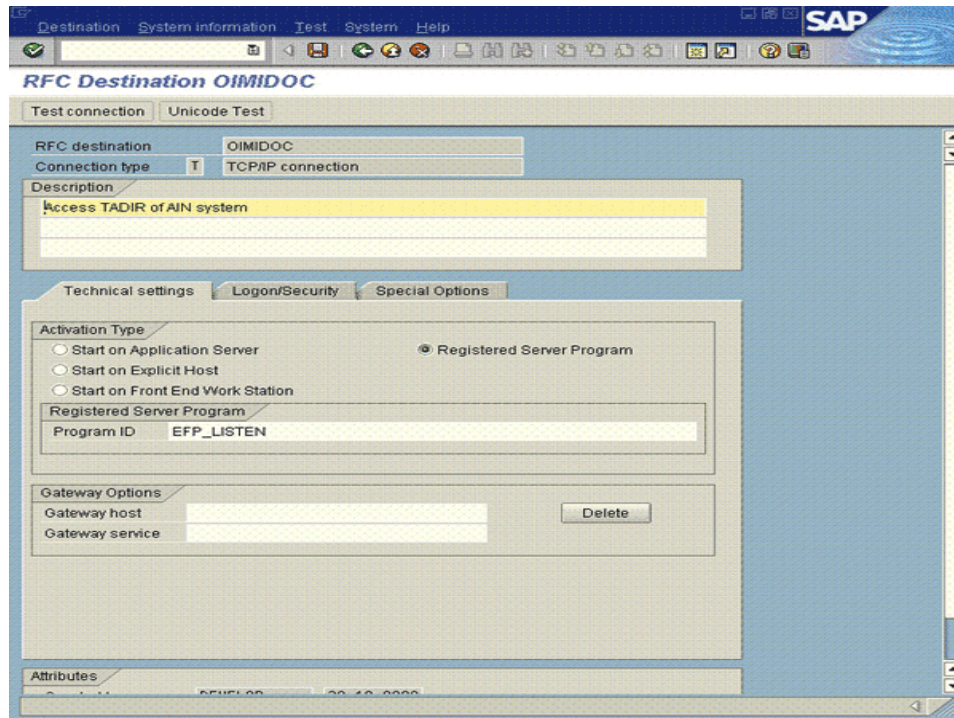 Destination System information Test System Help
SAP
RFC Destination OIMIDOC
Test connection Unicode Test
RFC destination OIMIDOC
Connection type T TCP/IP connection
Description
Access TADIR of AIN system
Technical settings Logon/Security Special Options
Activation Type
Start on Application Server Registered Server Program
Start on Explicit Host
Start on Front End Work Station
Registered Server Program
Program ID EFP_LISTEN
Gateway Options
Gateway host Delete
Gateway service
Attributes